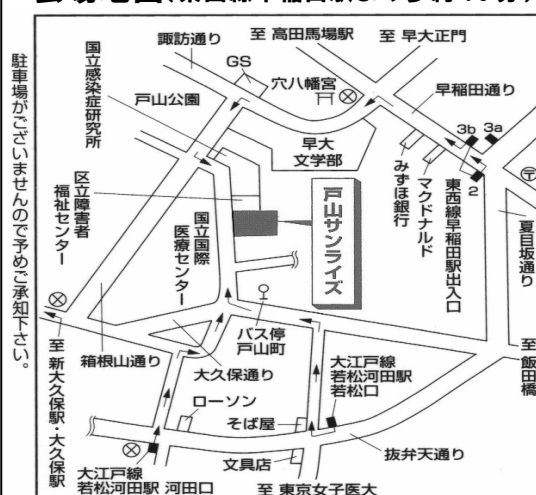 諏訪通り
至 高田馬場駅
至 早大正門
GS
穴八幡宮
早稲田通り
国立感染症研究所
戸山公園
早大
文学部
3b
3a
2
みずほ銀行
マクドナルド
東西線早稲田駅出入口
夏目坂通り
区立障害者
福祉センター
国立国際
医療センター
戸山サンライズ
駐車場がございませんので予めご承知下さい。
バス停
戸山町
至 新大久保駅・大久保駅
箱根山通り
大久保通り
大江戸線
若松河田駅
若松口
至 飯田橋
ローソン
そば屋
抜弁天通り
文具店
大江戸線
若松河田駅 河田口
至 東京女子医大